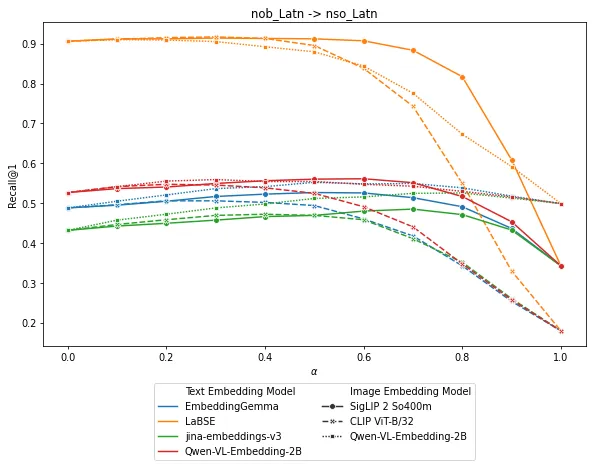 nob_Latn -> nso_Latn
Recall@1
0.9
0.8
0.7
0.6
0.5
0.4
0.3
0.2
0.0 0.2 0.4 0.6 0.8 1.0
α
Text Embedding Model Image Embedding Model
EmbeddingGemma SigLIP 2 So400m
LaBSE CLIP ViT-B/32
jina-embeddings-v3 Qwen-VL-Embedding-2B
Qwen-VL-Embedding-2B